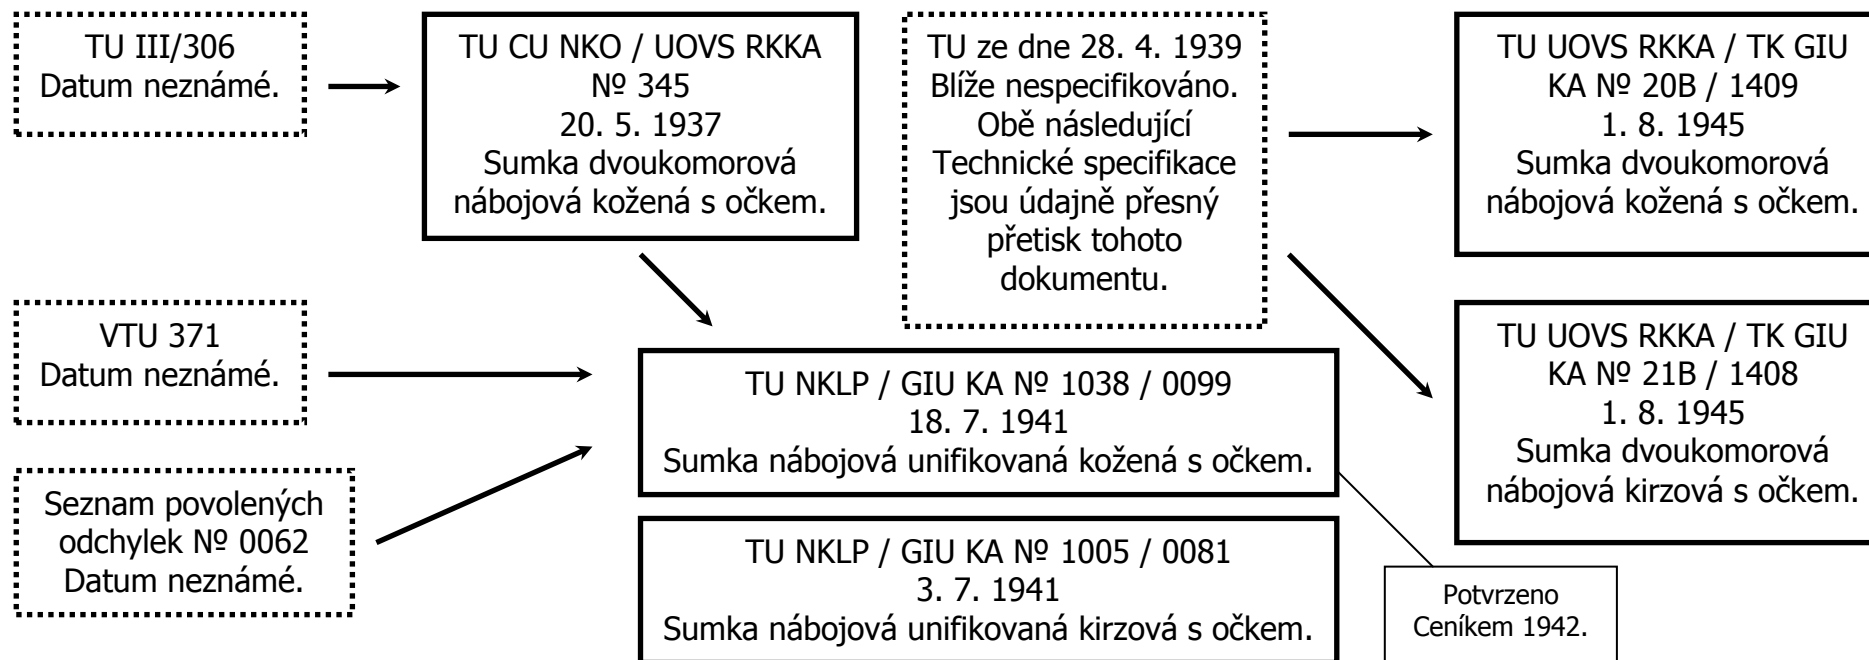 TU III/306
Datum neznámé.
TU CU NKO / UOVS RKKA
№ 345
20. 5. 1937
Sumka dvoukomorová
nábojová kožená s očkem.
TU ze dne 28. 4. 1939
Blíže nespecifikováno.
Obě následující
Technické specifikace
jsou údajně přesný
přetisk tohoto
dokumentu.
TU UOVS RKKA / TK GIU
KA № 20B / 1409
1. 8. 1945
Sumka dvoukomorová
nábojová kožená s očkem.
VTU 371
Datum neznámé.
TU NKLP / GIU KA № 1038 / 0099
18. 7. 1941
Sumka nábojová unifikovaná kožená s očkem.
TU UOVS RKKA / TK GIU
KA № 21B / 1408
1. 8. 1945
Sumka dvoukomorová
nábojová kirzová s očkem.
Seznam povolených
odchylek № 0062
Datum neznámé.
TU NKLP / GIU KA № 1005 / 0081
3. 7. 1941
Sumka nábojová unifikovaná kirzová s očkem.
Potvrzeno
Ceníkem 1942.